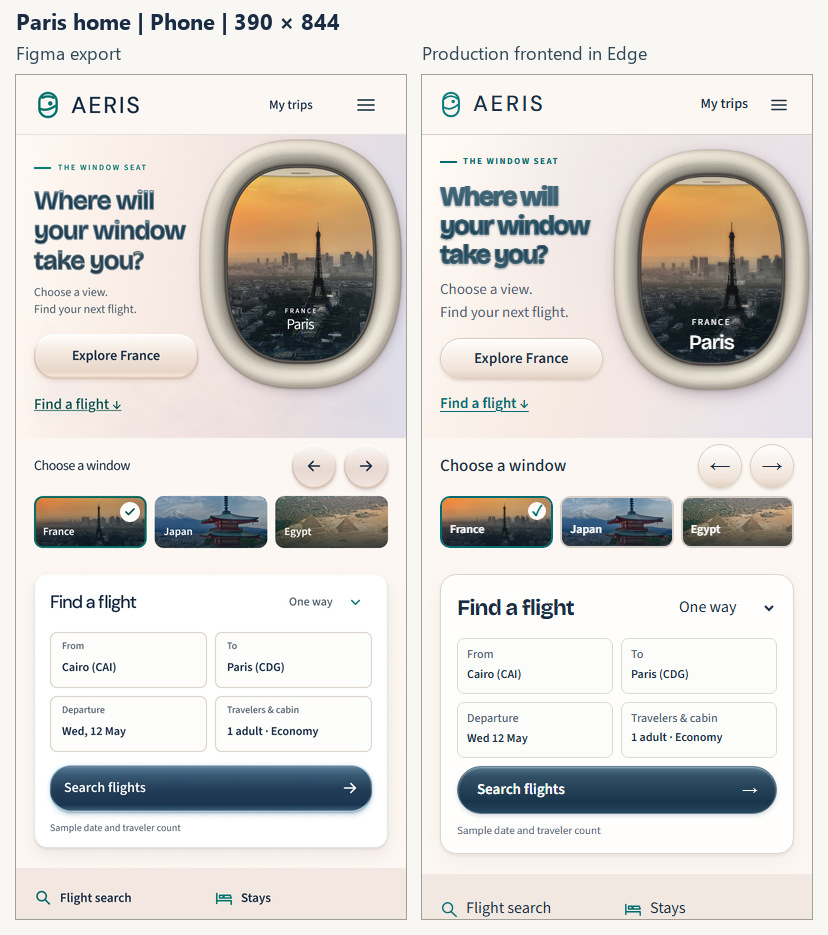 Paris home | Phone | 390 × 844
Figma export
AERIS
My trips
THE WINDOW SEAT
Where will
your window
take you?
Choose a view.
Find your next flight.
Explore France
Find a flight ↓
FRANCE
Paris
Choose a window
← →
France
Japan
Egypt
Find a flight
One way
From
Cairo (CAI)
To
Paris (CDG)
Departure
Wed, 12 May
Travelers & cabin
1 adult · Economy
Search flights →
Sample date and traveler count
Flight search
Stays
Production frontend in Edge
AERIS
My trips
THE WINDOW SEAT
Where will
your window
take you?
Choose a view.
Find your next flight.
Explore France
Find a flight ↓
FRANCE
Paris
Choose a window
← →
France
Japan
Egypt
Find a flight
One way
From
Cairo (CAI)
To
Paris (CDG)
Departure
Wed 12 May
Travelers & cabin
1 adult · Economy
Search flights →
Sample date and traveler count
Flight search
Stays